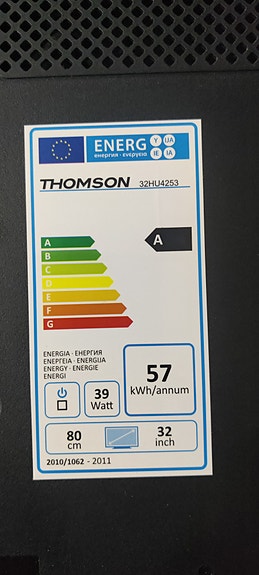 ENERG Y IJA
енергия · ενεργεια IE IA
THOMSON 32HU4253
A
A
B
C
D
E
F
G
ENERGIA · ЕНЕРГИЯ
ΕΝΕΡΓΕΙΑ · ENERGIJA
ENERGY · ENERGIE
ENERGI
39
Watt
57
kWh/annum
80
cm
32
inch
2010/1062 - 2011